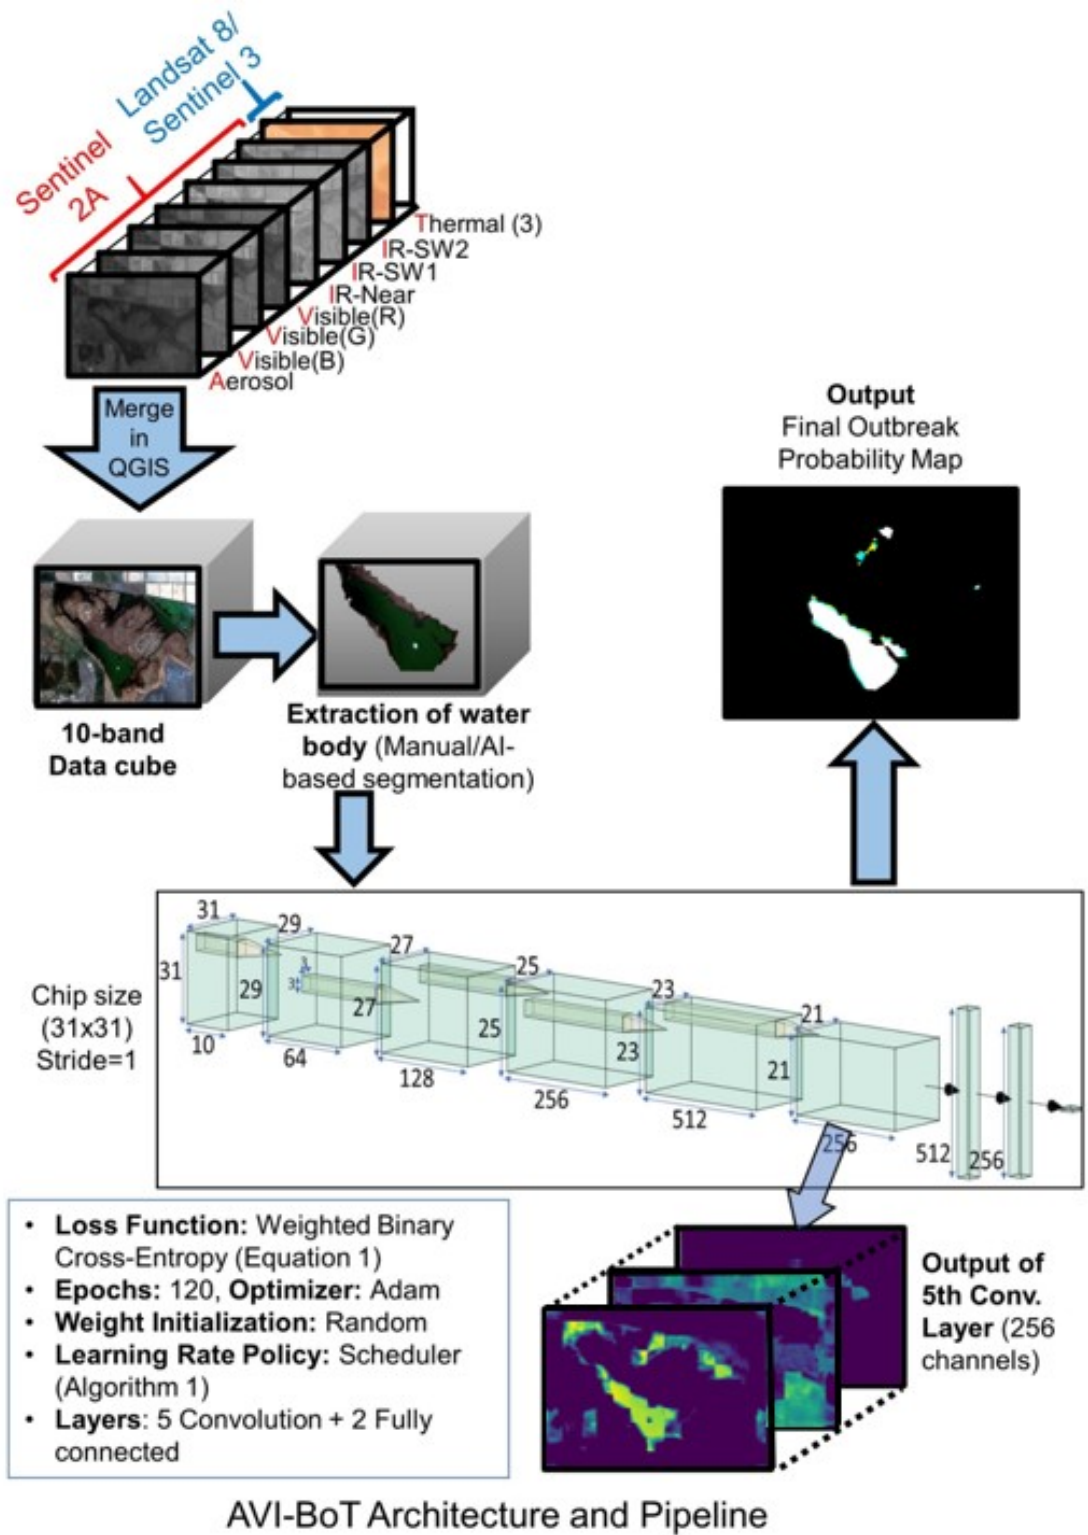 Landsat 8/
Sentinel 3
Sentinel
2A
Thermal (3)
IR-SW2
IR-SW1
IR-Near
Visible(R)
Visible(G)
Visible(B)
Aerosol
Merge
in
QGIS
10-band
Data cube
Extraction of water
body (Manual/AI-
based segmentation)
Output
Final Outbreak
Probability Map
Chip size
(31x31)
Stride=1
31
31
10
29
29
64
3
3
27
27
128
25
25
256
23
23
512
21
21
256
512
256
• Loss Function: Weighted Binary
Cross-Entropy (Equation 1)
• Epochs: 120, Optimizer: Adam
• Weight Initialization: Random
• Learning Rate Policy: Scheduler
(Algorithm 1)
• Layers: 5 Convolution + 2 Fully
connected
Output of
5th Conv.
Layer (256
channels)
AVI-BoT Architecture and Pipeline